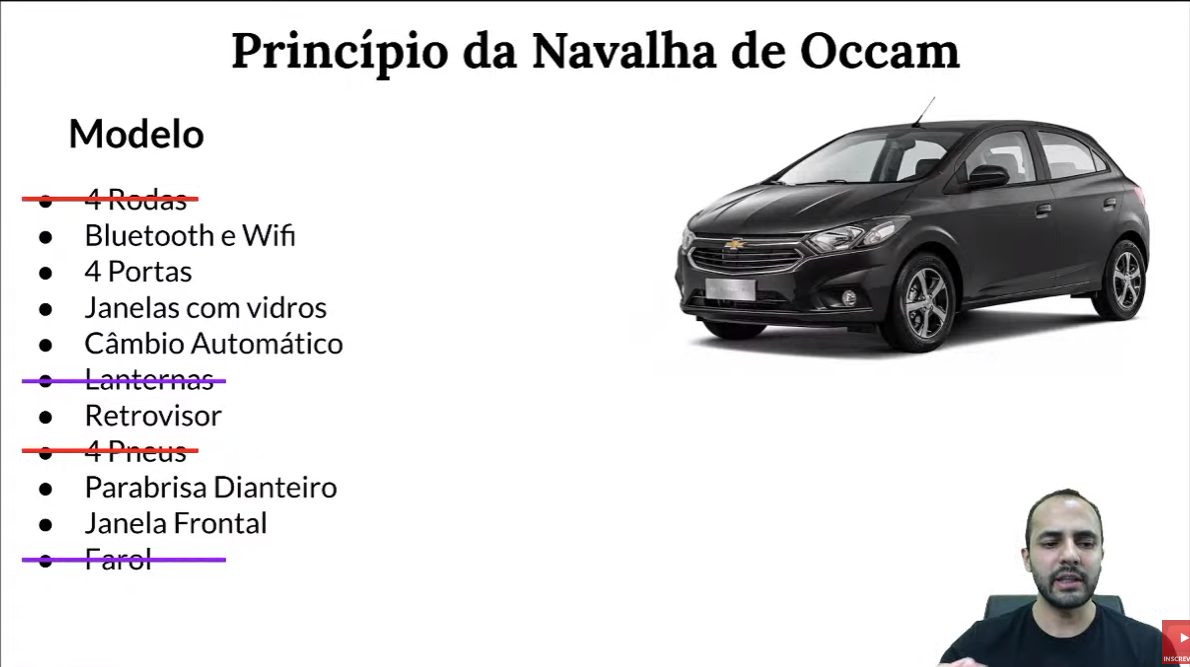 Princípio da Navalha de Occam
Modelo
● 4 Rodas
● Bluetooth e Wifi
● 4 Portas
● Janelas com vidros
● Câmbio Automático
● Lanternas
● Retrovisor
● 4 Pneus
● Parabrisa Dianteiro
● Janela Frontal
● Farol
INSCREV